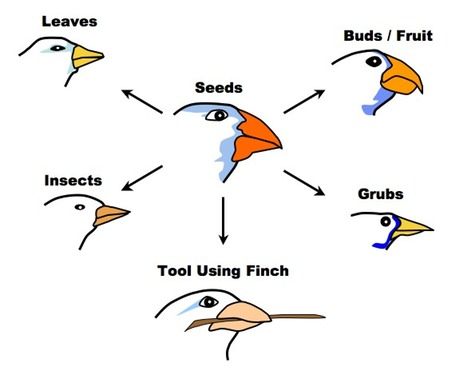 Leaves
Buds / Fruit
Seeds
Insects
Grubs
Tool Using Finch